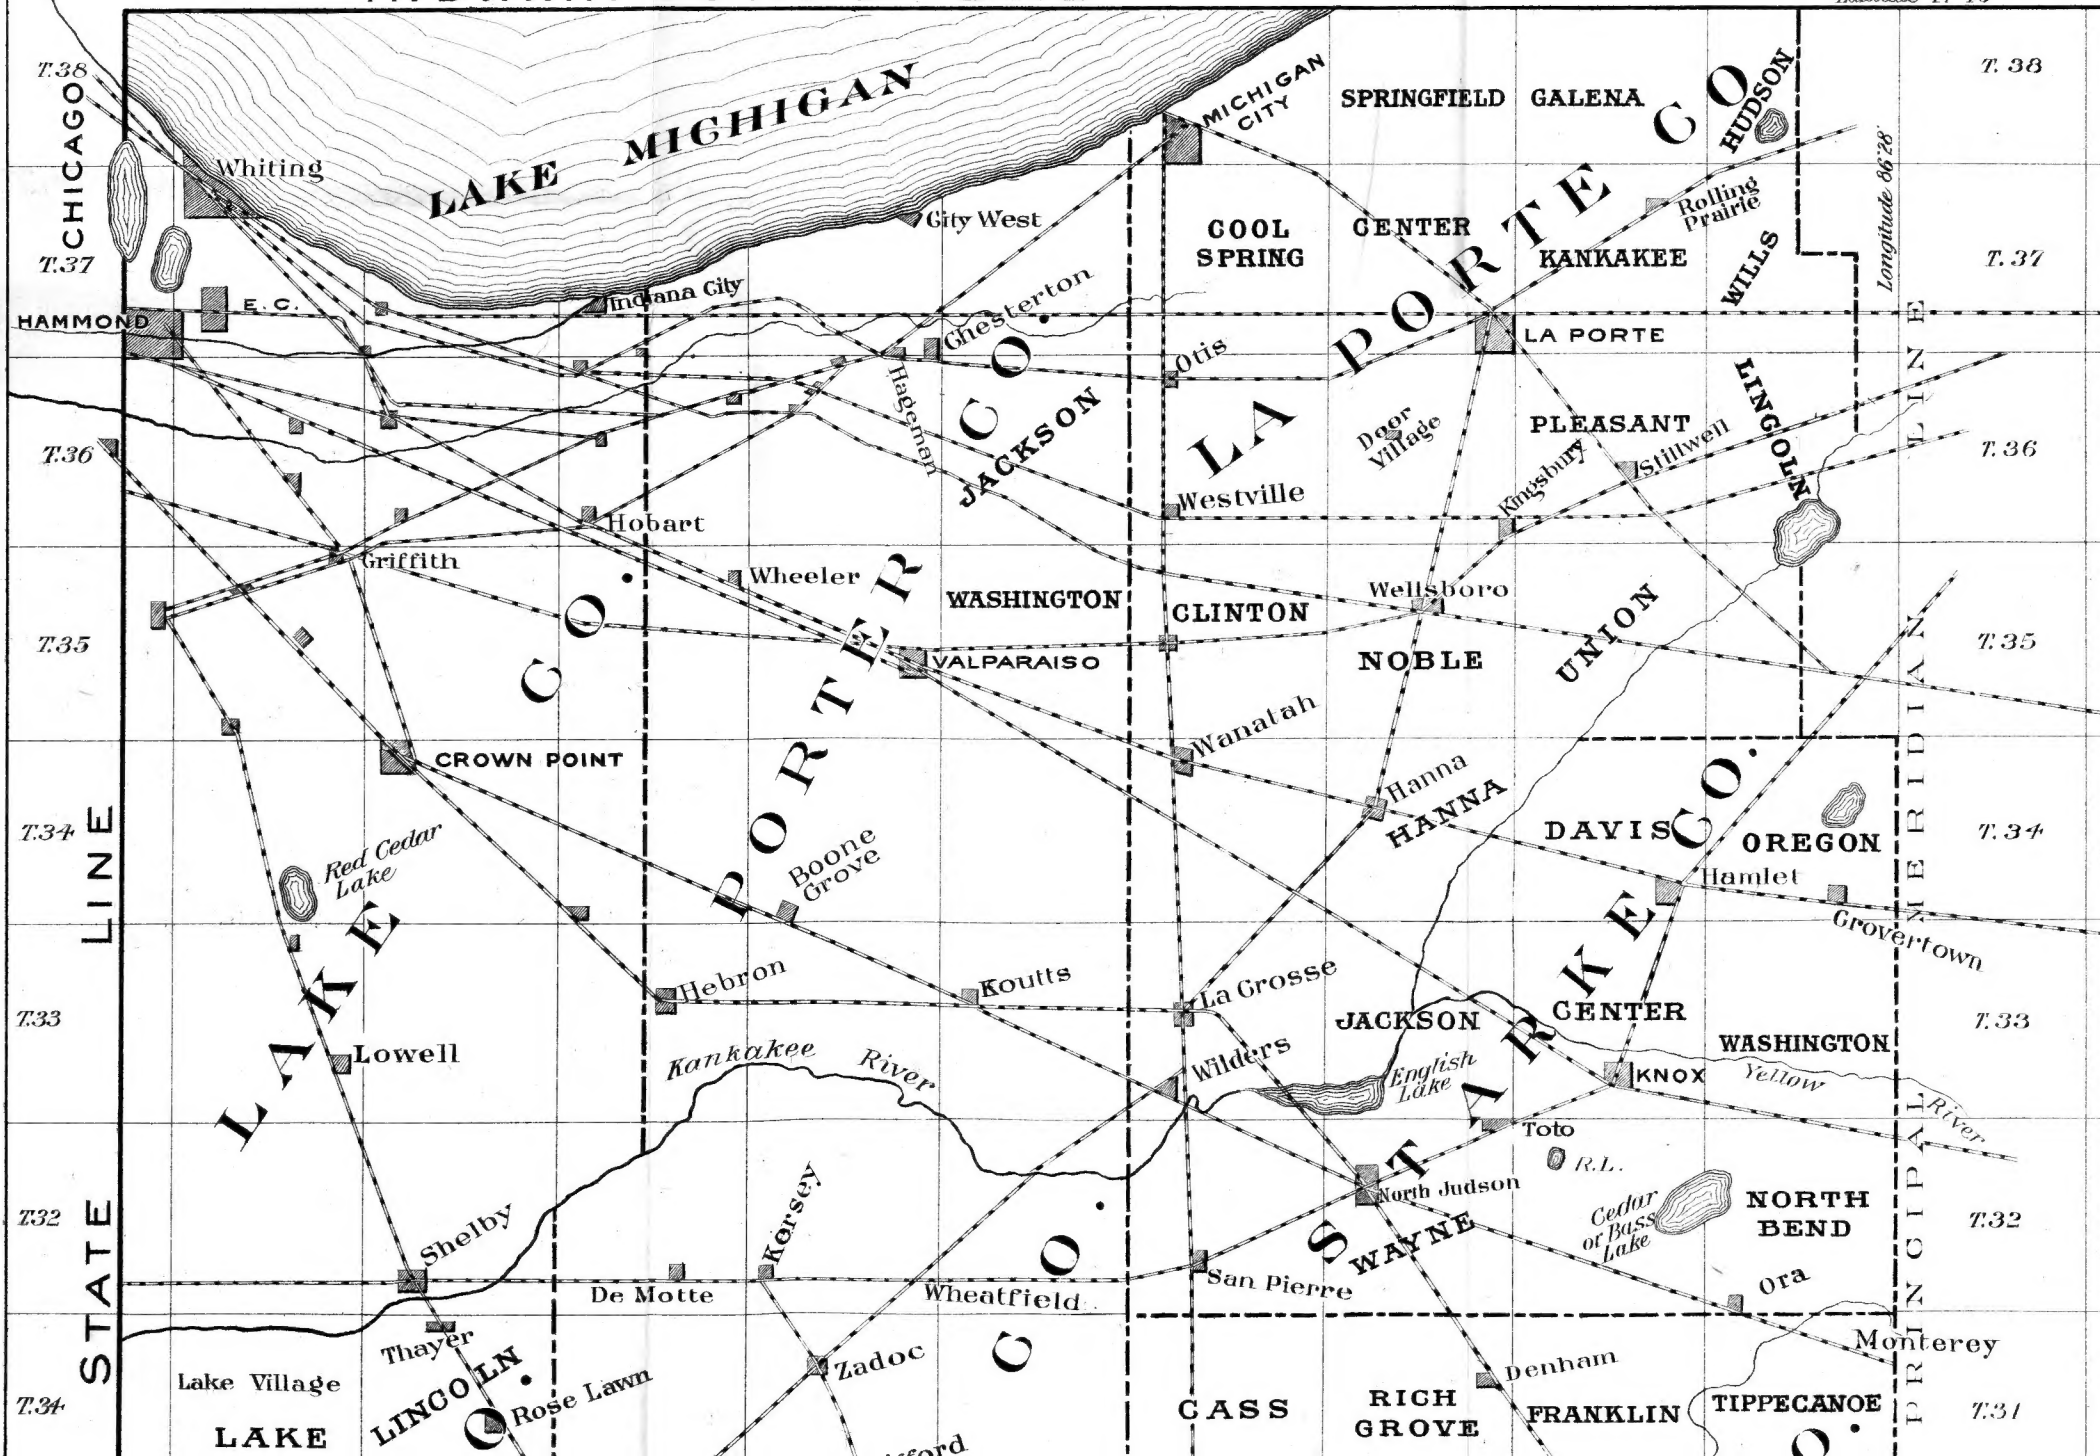 T.38
CHICAGO
T.37
T.36
T.35
T.34
T.33
T.32
T.34
STATE LINE
LAKE MICHIGAN
MICHIGAN
CITY
SPRINGFIELD
GALENA
HUDSON
T. 38
Whiting
City West
COOL
SPRING
CENTER
KANKAKEE
Rolling
Prairie
WILLS
Longitude 86°28'
T. 37
HAMMOND
E. C.
Indiana City
Chesterton
Otis
LA PORTE CO
LA PORTE
LINCOLN
Hageman
JACKSON
Door
Village
PLEASANT
Stillwell
Kingsbury
T. 36
Westville
Hobart
Griffith
Wheeler
WASHINGTON
CLINTON
Wellsboro
NOBLE
UNION
T.35
VALPARAISO
PORTER CO.
LAKE CO.
CROWN POINT
Wanatah
Hanna
HANNA
DAVIS
OREGON
T.34
Red Cedar
Lake
Boone
Grove
Hamlet
Grovertown
Hebron
Koutts
La Crosse
JACKSON
CENTER
WASHINGTON
T.33
Lowell
Kankakee River
Wilders
English
Lake
KNOX
Yellow River
Toto
R.L.
STARKE CO.
North Judson
Cedar
or Bass
Lake
NORTH
BEND
T.32
Shelby
Kersey
WAYNE
De Motte
Wheatfield
San Pierre
Ora
Monterey
Thayer
Lake Village
LAKE
LINCOLN
Rose Lawn
Zadoc
CO.
Denham
CASS
RICH
GROVE
FRANKLIN
TIPPECANOE
O.
T.31
PRINCIPAL MERIDIAN LINE